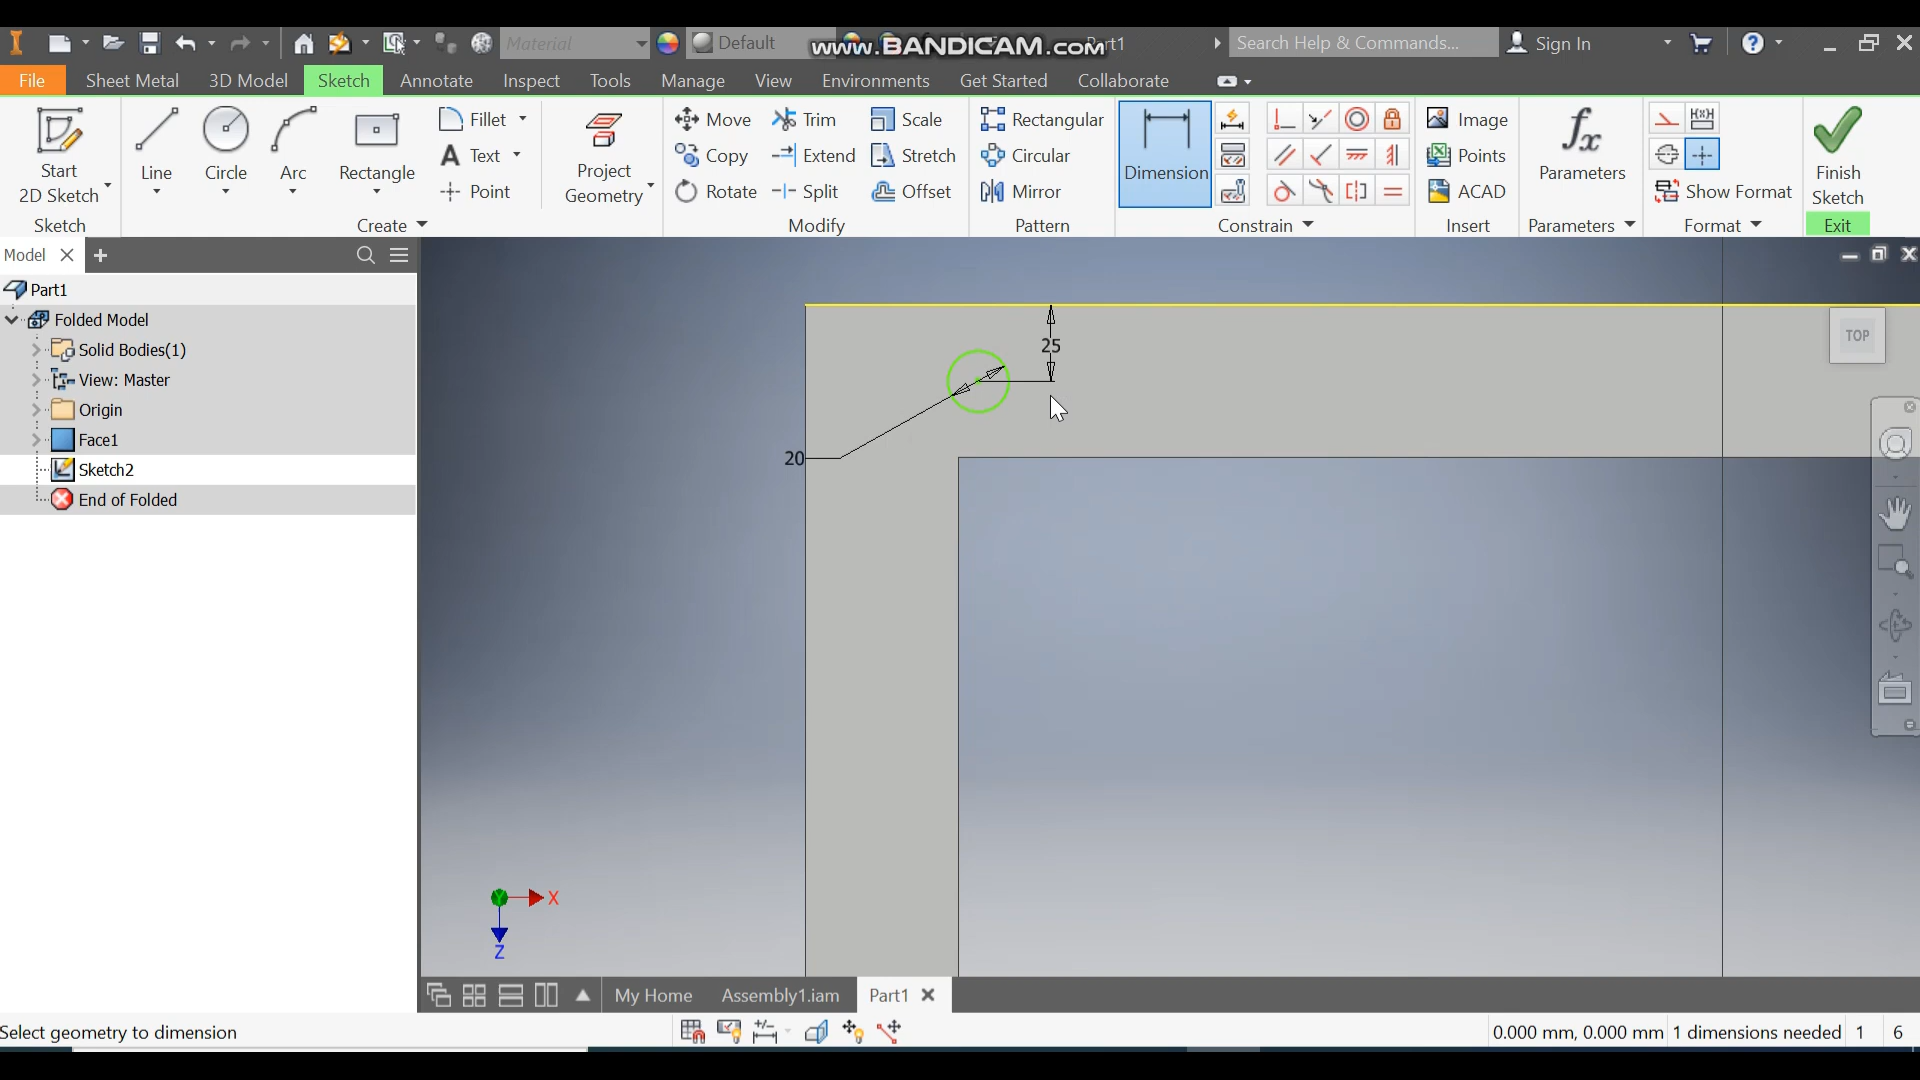 Material
Default
www.BANDICAM.com
Part1
Search Help & Commands...
Sign In
File
Sheet Metal
3D Model
Sketch
Annotate
Inspect
Tools
Manage
View
Environments
Get Started
Collaborate
Start
2D Sketch
Line
Circle
Arc
Rectangle
Fillet
Text
Point
Project
Geometry
Move
Trim
Scale
Copy
Extend
Stretch
Rotate
Split
Offset
Rectangular
Circular
Mirror
Dimension
Image
Points
ACAD
fx
Parameters
Show Format
Finish
Sketch
Sketch
Create
Modify
Pattern
Constrain
Insert
Parameters
Format
Exit
Model
Part1
Folded Model
Solid Bodies(1)
View: Master
Origin
Face1
Sketch2
End of Folded
25
20
TOP
X
Z
My Home
Assembly1.iam
Part1
Select geometry to dimension
0.000 mm, 0.000 mm
1 dimensions needed
1
6